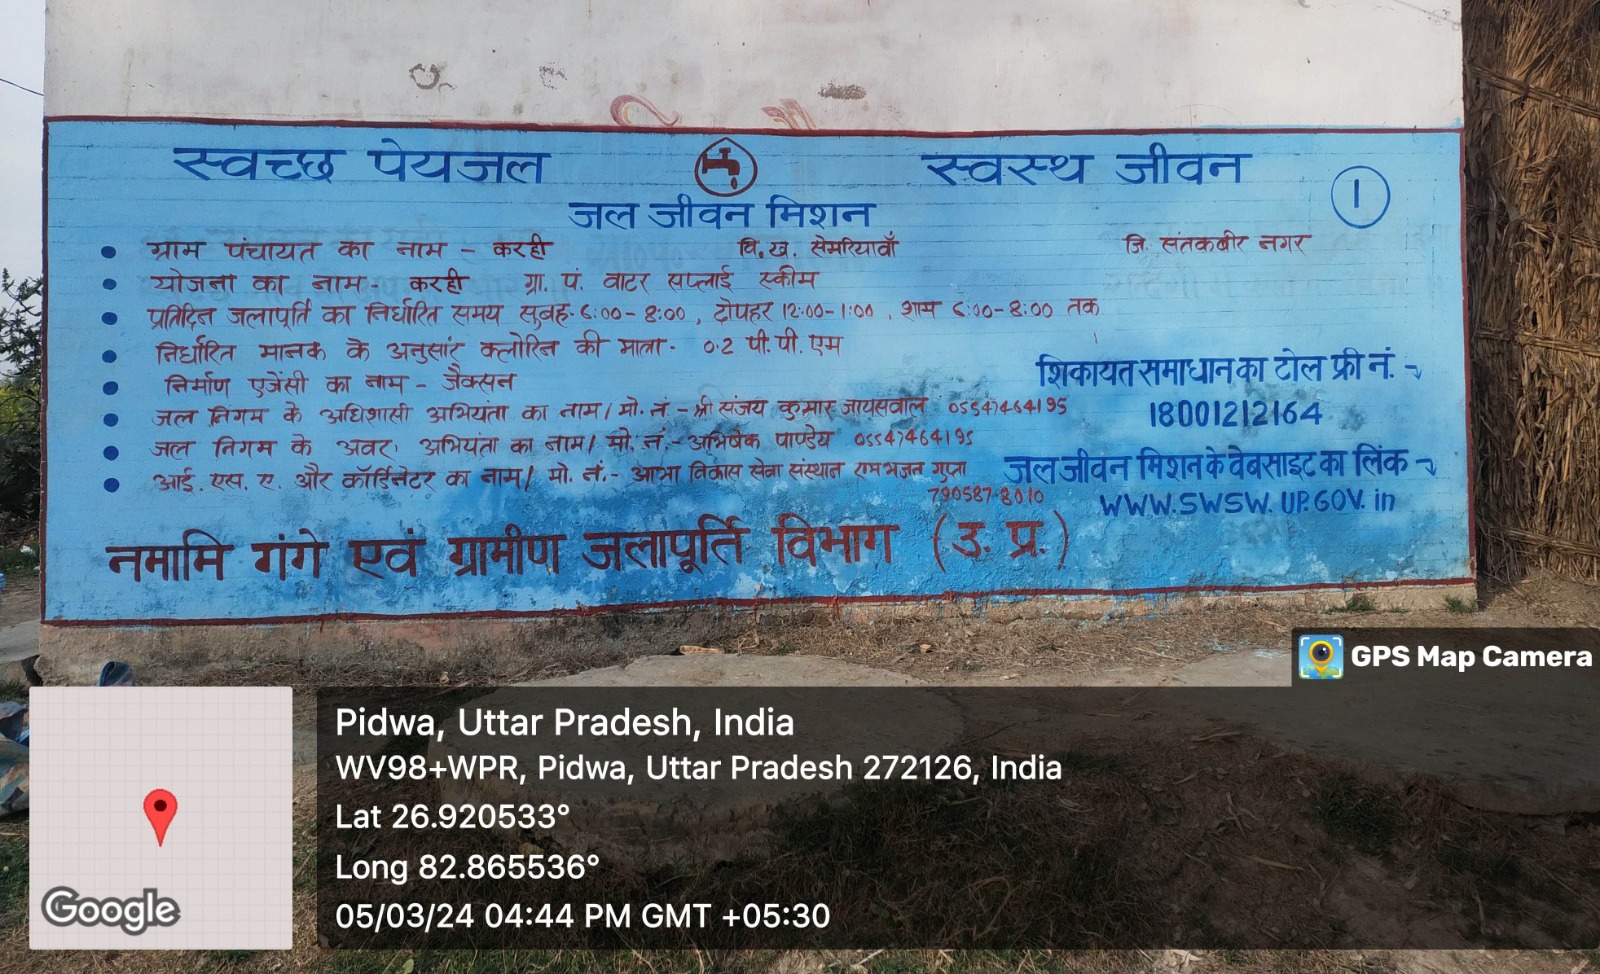 स्वच्छ पेयजल स्वस्थ जीवन
1
जल जीवन मिशन
ग्राम पंचायत का नाम - करही वि.ख. सेमरियावाँ जि. संतकबीर नगर
योजना का नाम - करही ग्रा. पं. वाटर सप्लाई स्कीम
प्रतिदिन जलापूर्ति का निर्धारित समय सुबह- 6:00-8:00, दोपहर 12:00-1:00, शाम 6:00-8:00 तक
निर्धारित मानक के अनुसार क्लोरिन की मात्रा - 0.2 पी.पी.एम
निर्माण एजेंसी का नाम - जैक्सन
जल निगम के अधिशासी अभियंता का नाम/मो.नं.- श्री संजय कुमार जायसवाल 05547464195
जल निगम के अवर अभियंता का नाम/मो.नं.- अभिषेक पाण्डेय 05547464195
आई.एस.ए. और कॉर्डिनेटर का नाम/मो.नं.- आभा विकास सेवा संस्थान रामभजन गुप्ता
790587-8010
शिकायत समाधान का टोल फ्री नं. -
18001212164
जल जीवन मिशन के वेबसाइट का लिंक -
WWW.SWSW.UP.GOV.in
नमामि गंगे एवं ग्रामीण जलापूर्ति विभाग (उ. प्र.)
GPS Map Camera
Pidwa, Uttar Pradesh, India
WV98+WPR, Pidwa, Uttar Pradesh 272126, India
Lat 26.920533°
Long 82.865536°
05/03/24 04:44 PM GMT +05:30
Google